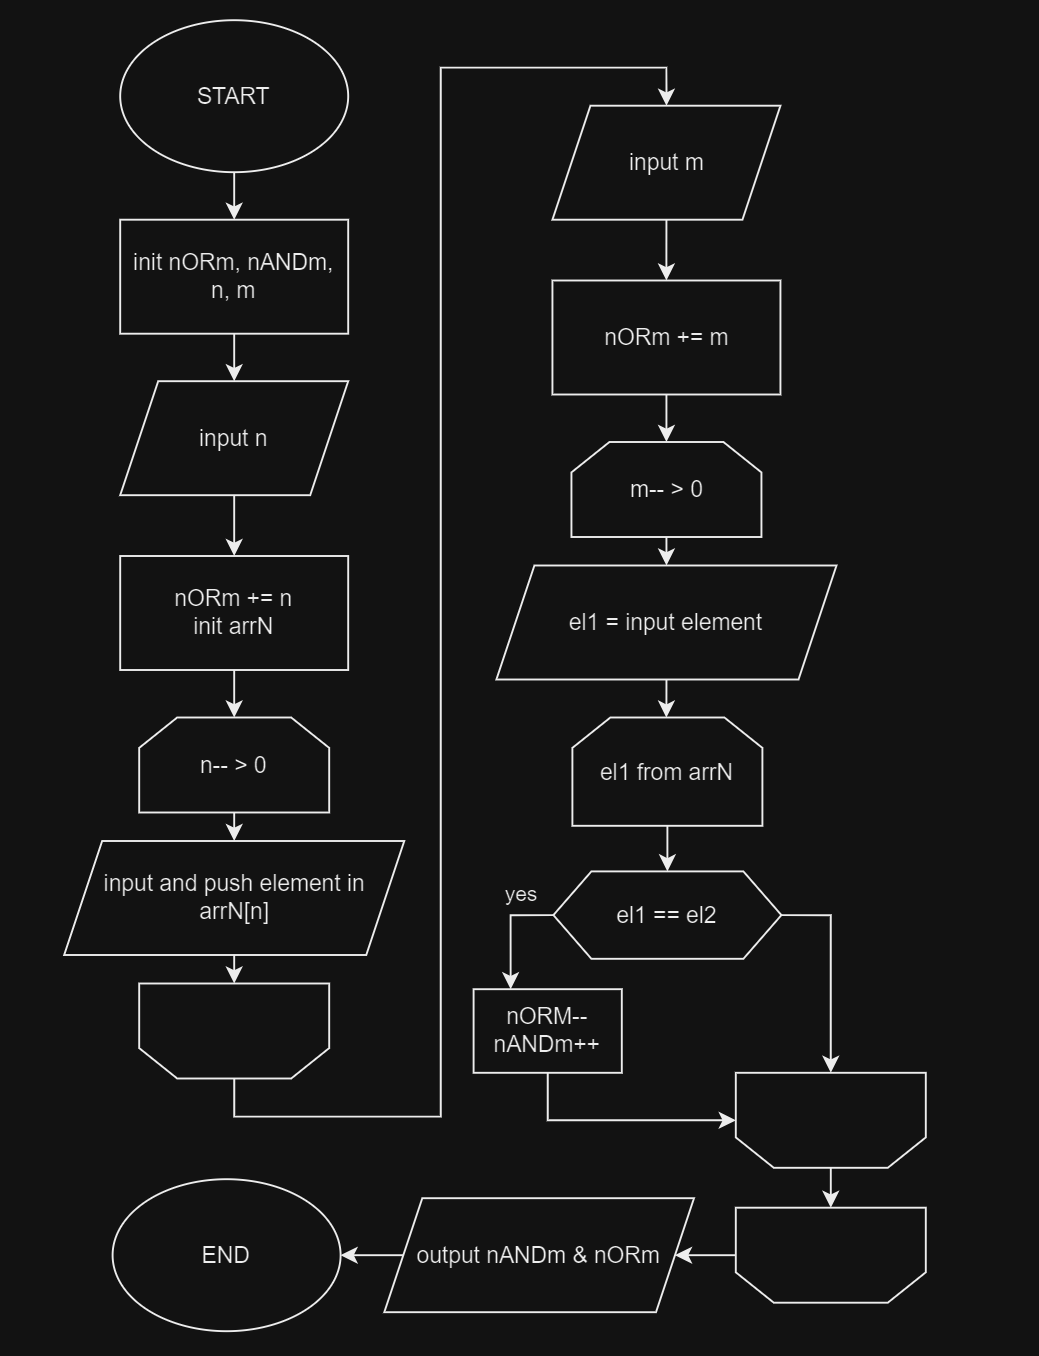 START
init nORm, nANDm,
n, m
input n
nORm += n
init arrN
n-- > 0
input and push element in
arrN[n]
input m
nORm += m
m-- > 0
el1 = input element
el1 from arrN
el1 == el2
yes
nORM--
nANDm++
output nANDm & nORm
END